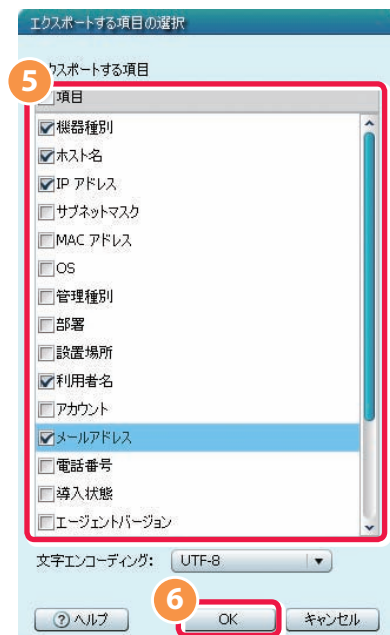 エクスポートする項目の選択
クスポートする項目
5
項目
機器種別
ホスト名
IP アドレス
サブネットマスク
MAC アドレス
OS
管理種別
部署
設置場所
利用者名
アカウント
メールアドレス
電話番号
導入状態
エージェントバージョン
文字エンコーディング: UTF-8
6
? ヘルプ OK キャンセル